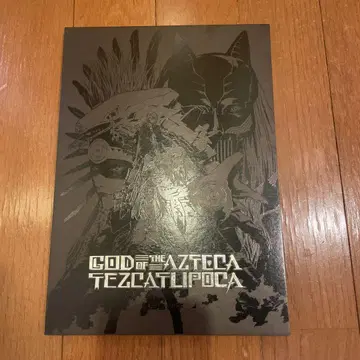 GOD OF THE AZTECA
TEZCATLIPOCA